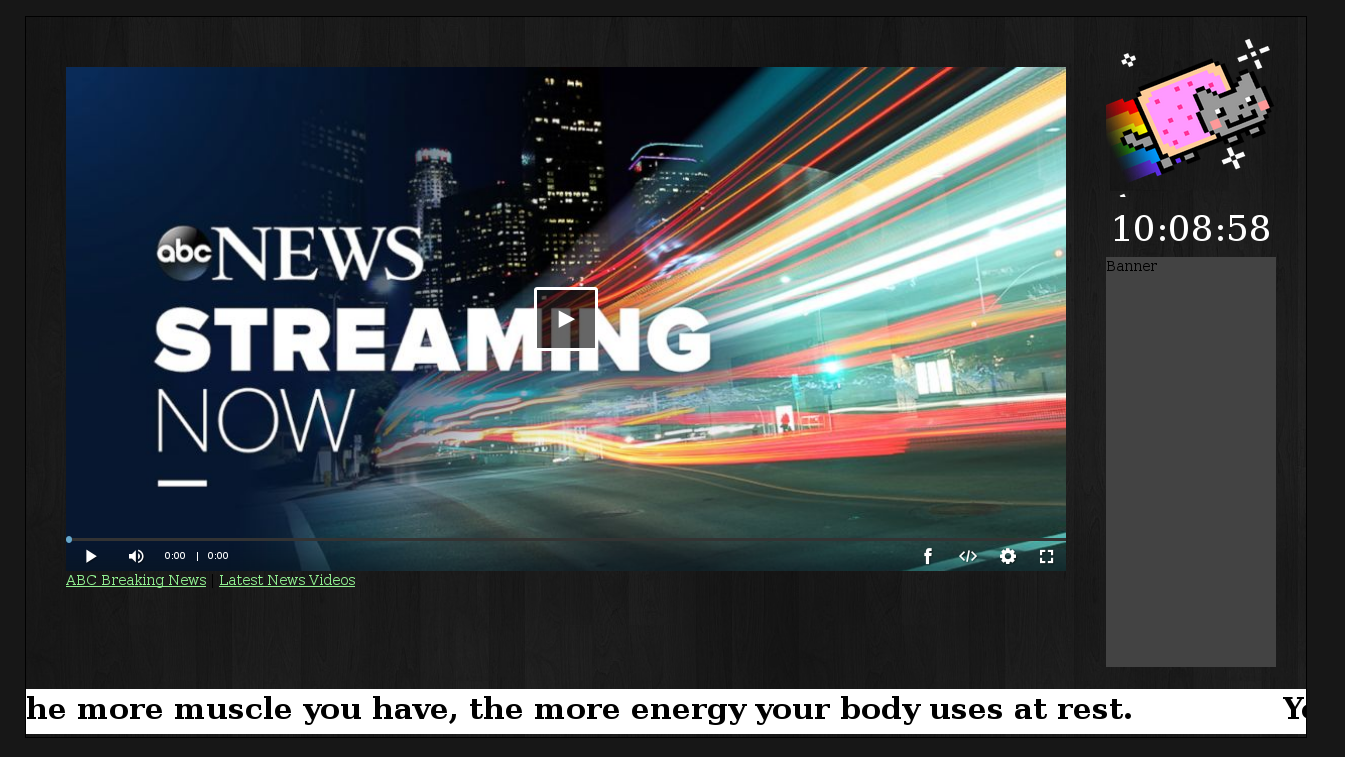 abc NEWS
STREAMING
NOW
10:08:58
Banner
0:00 | 0:00
ABC Breaking News | Latest News Videos
he more muscle you have, the more energy your body uses at rest.